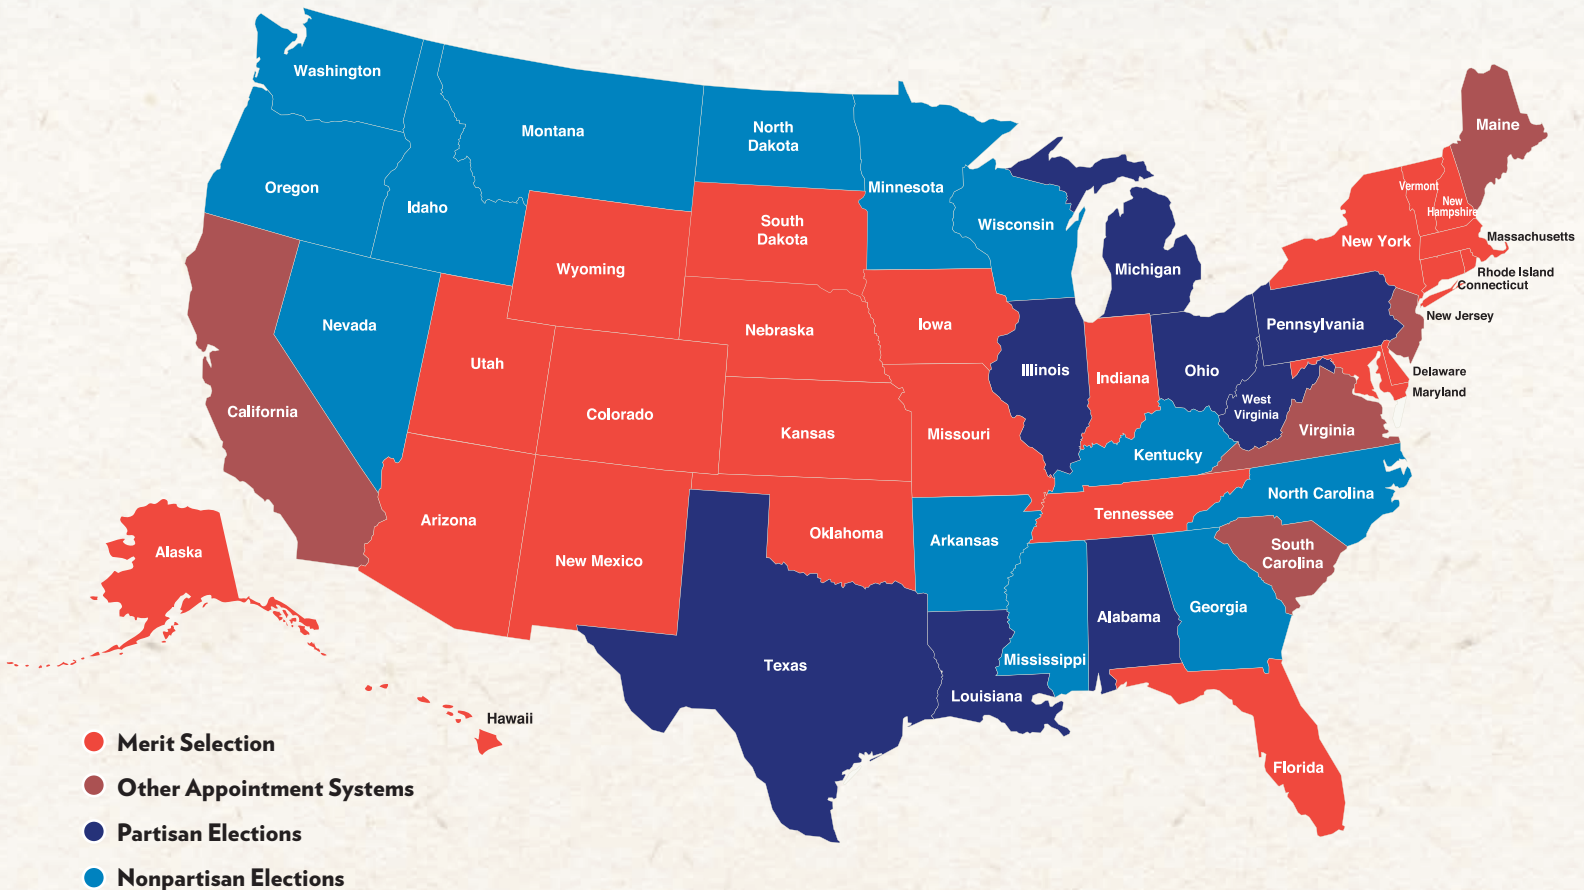 Washington
Montana
North
Dakota
Minnesota
Oregon
Idaho
Wisconsin
Michigan
Maine
Vermont
New
Hampshire
New York
Massachusetts
Rhode Island
Connecticut
South
Dakota
Wyoming
Nebraska
Iowa
Nevada
Utah
Colorado
Kansas
Missouri
Illinois
Indiana
Ohio
Pennsylvania
New Jersey
Delaware
Maryland
West
Virginia
Virginia
Kentucky
California
Arizona
New Mexico
Oklahoma
Arkansas
Tennessee
North Carolina
South
Carolina
Georgia
Alabama
Mississippi
Louisiana
Texas
Florida
Alaska
Hawaii
Merit Selection
Other Appointment Systems
Partisan Elections
Nonpartisan Elections